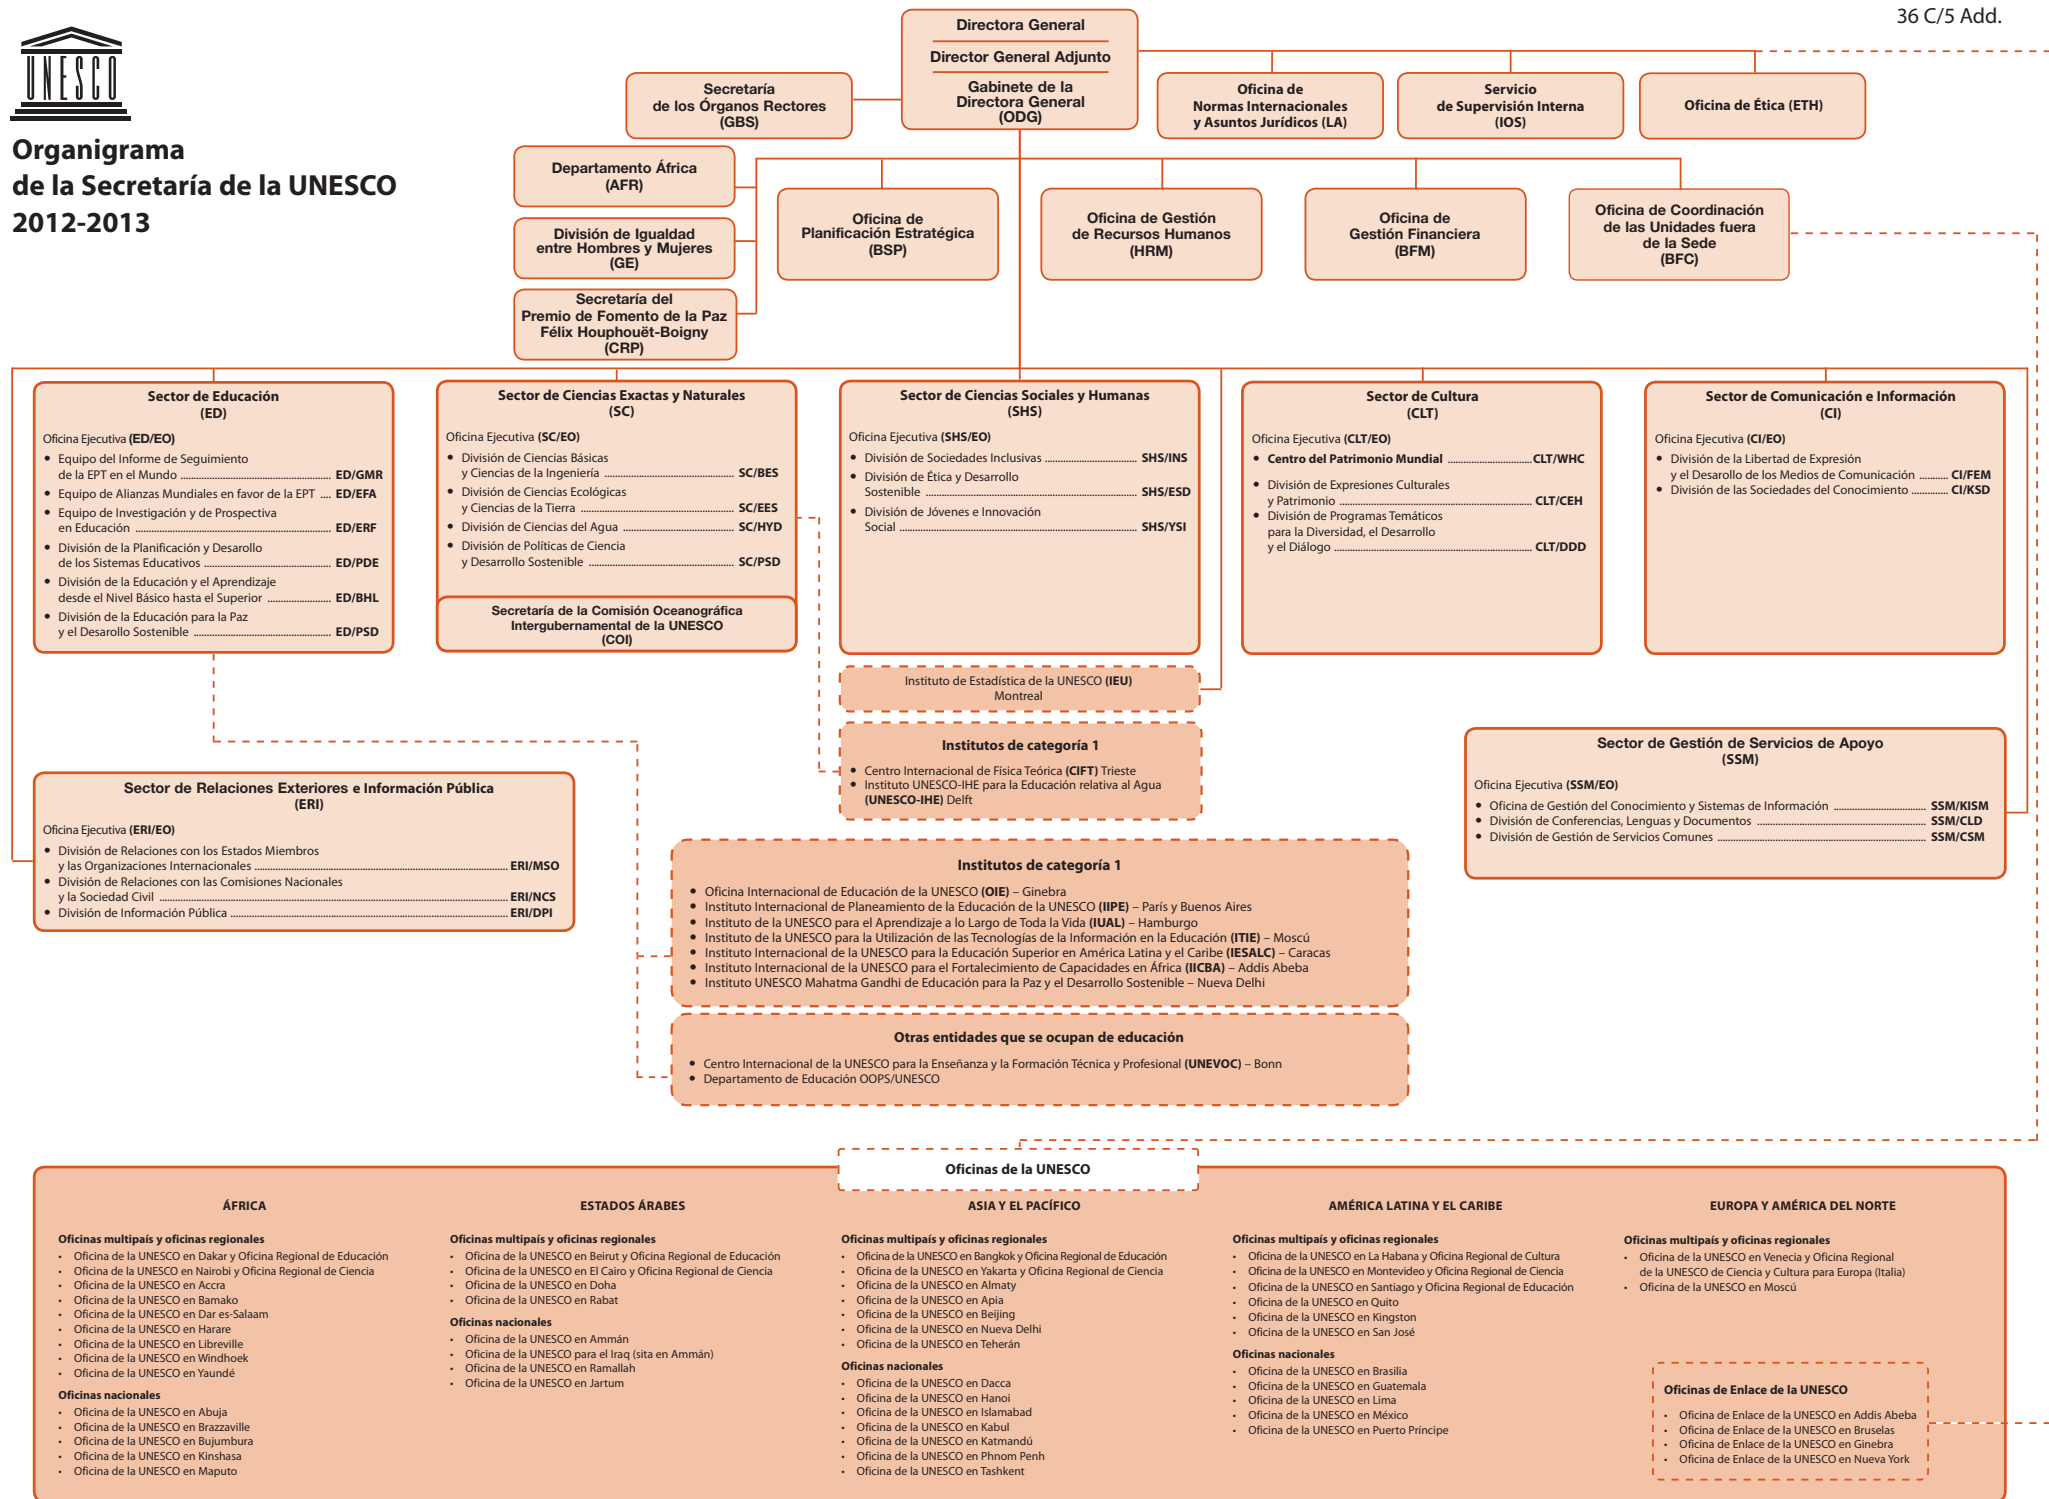 36 C/5 Add.
UNESCO
Organigrama
de la Secretaría de la UNESCO
2012-2013
Directora General
Director General Adjunto
Gabinete de la
Directora General
(ODG)
Secretaría
de los Órganos Rectores
(GBS)
Oficina de
Normas Internacionales
y Asuntos Jurídicos (LA)
Servicio
de Supervisión Interna
(IOS)
Oficina de Ética (ETH)
Departamento África
(AFR)
División de Igualdad
entre Hombres y Mujeres
(GE)
Secretaría del
Premio de Fomento de la Paz
Félix Houphouët-Boigny
(CRP)
Oficina de
Planificación Estratégica
(BSP)
Oficina de Gestión
de Recursos Humanos
(HRM)
Oficina de
Gestión Financiera
(BFM)
Oficina de Coordinación
de las Unidades fuera
de la Sede
(BFC)
Sector de Educación
(ED)
Oficina Ejecutiva (ED/EO)
• Equipo del Informe de Seguimiento
de la EPT en el Mundo ... ED/GMR
• Equipo de Alianzas Mundiales en favor de la EPT ... ED/EFA
• Equipo de Investigación y de Prospectiva
en Educación ... ED/ERF
• División de la Planificación y Desarollo
de los Sistemas Educativos ... ED/PDE
• División de la Educación y el Aprendizaje
desde el Nivel Básico hasta el Superior ... ED/BHL
• División de la Educación para la Paz
y el Desarollo Sostenible ... ED/PSD
Sector de Ciencias Exactas y Naturales
(SC)
Oficina Ejecutiva (SC/EO)
• División de Ciencias Básicas
y Ciencias de la Ingeniería ... SC/BES
• División de Ciencias Ecológicas
y Ciencias de la Tierra ... SC/EES
• División de Ciencias del Agua ... SC/HYD
• División de Políticas de Ciencia
y Desarrollo Sostenible ... SC/PSD
Secretaría de la Comisión Oceanográfica
Intergubernamental de la UNESCO
(COI)
Sector de Ciencias Sociales y Humanas
(SHS)
Oficina Ejecutiva (SHS/EO)
• División de Sociedades Inclusivas ... SHS/INS
• División de Ética y Desarrollo
Sostenible ... SHS/ESD
• División de Jóvenes e Innovación
Social ... SHS/YSI
Sector de Cultura
(CLT)
Oficina Ejecutiva (CLT/EO)
• Centro del Patrimonio Mundial ... CLT/WHC
• División de Expresiones Culturales
y Patrimonio ... CLT/CEH
• División de Programas Temáticos
para la Diversidad, el Desarrollo
y el Diálogo ... CLT/DDD
Sector de Comunicación e Información
(CI)
Oficina Ejecutiva (CI/EO)
• División de la Libertad de Expresión
y el Desarollo de los Medios de Comunicación ... CI/FEM
• División de las Sociedades del Conocimiento ... CI/KSD
Instituto de Estadística de la UNESCO (IEU)
Montreal
Institutos de categoría 1
• Centro Internacional de Física Teórica (CIFT) Trieste
• Instituto UNESCO-IHE para la Educación relativa al Agua
(UNESCO-IHE) Delft
Sector de Relaciones Exteriores e Información Pública
(ERI)
Oficina Ejecutiva (ERI/EO)
• División de Relaciones con los Estados Miembros
y las Organizaciones Internacionales ... ERI/MSO
• División de Relaciones con las Comisiones Nacionales
y la Sociedad Civil ... ERI/NCS
• División de Información Pública ... ERI/DPI
Sector de Gestión de Servicios de Apoyo
(SSM)
Oficina Ejecutiva (SSM/EO)
• Oficina de Gestión del Conocimiento y Sistemas de Información ... SSM/KISM
• División de Conferencias, Lenguas y Documentos ... SSM/CLD
• División de Gestión de Servicios Comunes ... SSM/CSM
Institutos de categoría 1
• Oficina Internacional de Educación de la UNESCO (OIE) – Ginebra
• Instituto Internacional de Planeamiento de la Educación de la UNESCO (IIPE) – París y Buenos Aires
• Instituto de la UNESCO para el Aprendizaje a lo Largo de Toda la Vida (IUAL) – Hamburgo
• Instituto de la UNESCO para la Utilización de las Tecnologías de la Información en la Educación (ITIE) – Moscú
• Instituto Internacional de la UNESCO para la Educación Superior en América Latina y el Caribe (IESALC) – Caracas
• Instituto Internacional de la UNESCO para el Fortalecimiento de Capacidades en África (IICBA) – Addis Abeba
• Instituto UNESCO Mahatma Gandhi de Educación para la Paz y el Desarrollo Sostenible – Nueva Delhi
Otras entidades que se ocupan de educación
• Centro Internacional de la UNESCO para la Enseñanza y la Formación Técnica y Profesional (UNEVOC) – Bonn
• Departamento de Educación OOPS/UNESCO
Oficinas de la UNESCO
ÁFRICA
Oficinas multipaís y oficinas regionales
• Oficina de la UNESCO en Dakar y Oficina Regional de Educación
• Oficina de la UNESCO en Nairobi y Oficina Regional de Ciencia
• Oficina de la UNESCO en Accra
• Oficina de la UNESCO en Bamako
• Oficina de la UNESCO en Dar es-Salaam
• Oficina de la UNESCO en Harare
• Oficina de la UNESCO en Libreville
• Oficina de la UNESCO en Windhoek
• Oficina de la UNESCO en Yaundé
Oficinas nacionales
• Oficina de la UNESCO en Abuja
• Oficina de la UNESCO en Brazzaville
• Oficina de la UNESCO en Bujumbura
• Oficina de la UNESCO en Kinshasa
• Oficina de la UNESCO en Maputo
ESTADOS ÁRABES
Oficinas multipaís y oficinas regionales
• Oficina de la UNESCO en Beirut y Oficina Regional de Educación
• Oficina de la UNESCO en El Cairo y Oficina Regional de Ciencia
• Oficina de la UNESCO en Doha
• Oficina de la UNESCO en Rabat
Oficinas nacionales
• Oficina de la UNESCO en Ammán
• Oficina de la UNESCO para el Iraq (sita en Ammán)
• Oficina de la UNESCO en Ramallah
• Oficina de la UNESCO en Jartum
ASIA Y EL PACÍFICO
Oficinas multipaís y oficinas regionales
• Oficina de la UNESCO en Bangkok y Oficina Regional de Educación
• Oficina de la UNESCO en Yakarta y Oficina Regional de Ciencia
• Oficina de la UNESCO en Almaty
• Oficina de la UNESCO en Apia
• Oficina de la UNESCO en Beijing
• Oficina de la UNESCO en Nueva Delhi
• Oficina de la UNESCO en Teherán
Oficinas nacionales
• Oficina de la UNESCO en Dacca
• Oficina de la UNESCO en Hanoi
• Oficina de la UNESCO en Islamabad
• Oficina de la UNESCO en Kabul
• Oficina de la UNESCO en Katmandú
• Oficina de la UNESCO en Phnom Penh
• Oficina de la UNESCO en Tashkent
AMÉRICA LATINA Y EL CARIBE
Oficinas multipaís y oficinas regionales
• Oficina de la UNESCO en La Habana y Oficina Regional de Cultura
• Oficina de la UNESCO en Montevideo y Oficina Regional de Ciencia
• Oficina de la UNESCO en Santiago y Oficina Regional de Educación
• Oficina de la UNESCO en Quito
• Oficina de la UNESCO en Kingston
• Oficina de la UNESCO en San José
Oficinas nacionales
• Oficina de la UNESCO en Brasilia
• Oficina de la UNESCO en Guatemala
• Oficina de la UNESCO en Lima
• Oficina de la UNESCO en México
• Oficina de la UNESCO en Puerto Príncipe
EUROPA Y AMÉRICA DEL NORTE
Oficinas multipaís y oficinas regionales
• Oficina de la UNESCO en Venecia y Oficina Regional
de la UNESCO de Ciencia y Cultura para Europa (Italia)
• Oficina de la UNESCO en Moscú
Oficinas de Enlace de la UNESCO
• Oficina de Enlace de la UNESCO en Addis Abeba
• Oficina de Enlace de la UNESCO en Bruselas
• Oficina de Enlace de la UNESCO en Ginebra
• Oficina de Enlace de la UNESCO en Nueva York